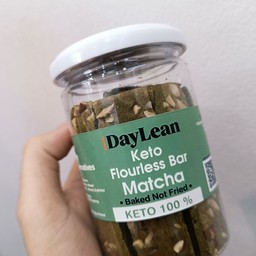 DayLean
Keto
Flourless Bar
Matcha
• Baked Not Fried •
KETO 100 %